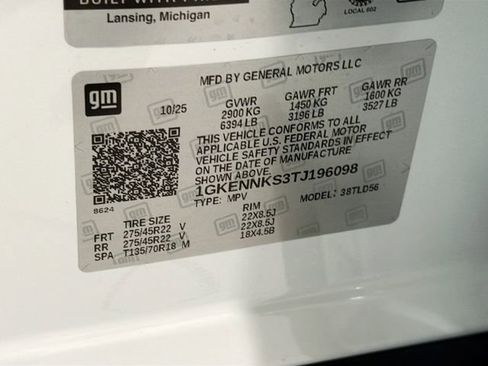 Lansing, Michigan
LOCAL 602
gm
MFD BY GENERAL MOTORS LLC
10/25
GVWR GAWR FRT GAWR RR
2900 KG 1450 KG 1600 KG
6394 LB 3196 LB 3527 LB
THIS VEHICLE CONFORMS TO ALL
APPLICABLE U.S. FEDERAL MOTOR
VEHICLE SAFETY STANDARDS IN EFFECT
ON THE DATE OF MANUFACTURE
SHOWN ABOVE.
1GKENNKS3TJ196098
8624
TYPE: MPV MODEL: 38TLD56
TIRE SIZE RIM
FRT 275/45R22 V 22X8.5J
RR 275/45R22 V 22X8.5J
SPA T135/70R18 M 18X4.5B